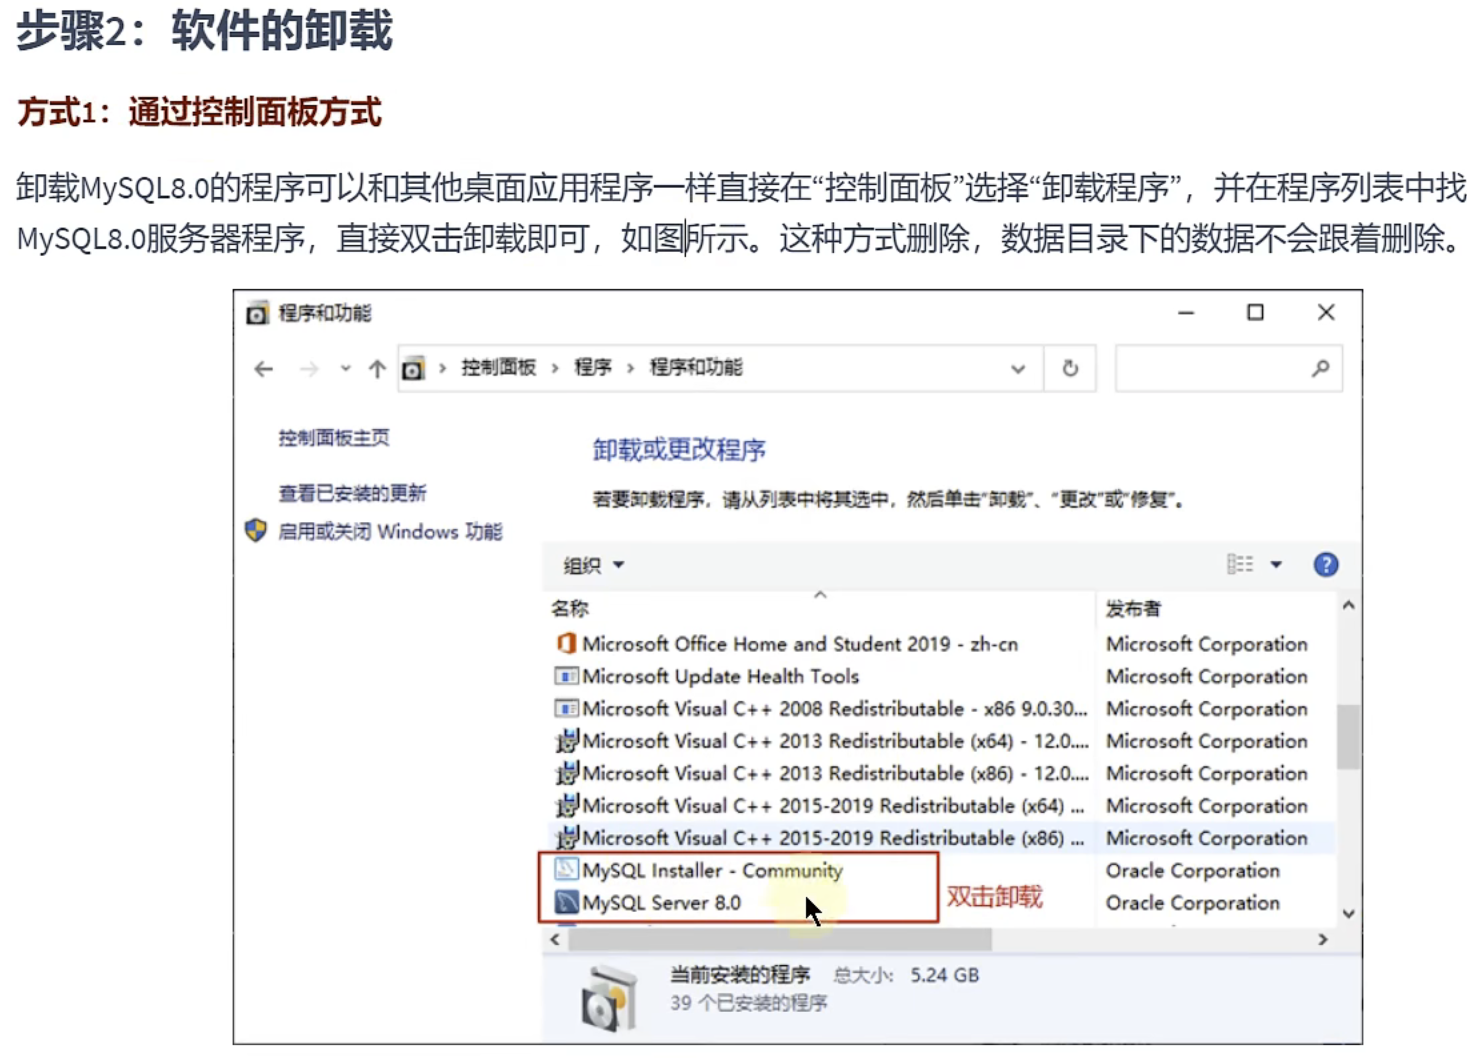 步骤2：软件的卸载
方式1：通过控制面板方式
卸载MySQL8.0的程序可以和其他桌面应用程序一样直接在“控制面板”选择“卸载程序”，并在程序列表中找
MySQL8.0服务器程序，直接双击卸载即可，如图所示。这种方式删除，数据目录下的数据不会跟着删除。
程序和功能
控制面板 › 程序 › 程序和功能
控制面板主页
卸载或更改程序
查看已安装的更新
若要卸载程序，请从列表中将其选中，然后单击“卸载”、“更改”或“修复”。
启用或关闭 Windows 功能
组织
名称 发布者
Microsoft Office Home and Student 2019 - zh-cn Microsoft Corporation
Microsoft Update Health Tools Microsoft Corporation
Microsoft Visual C++ 2008 Redistributable - x86 9.0.30... Microsoft Corporation
Microsoft Visual C++ 2013 Redistributable (x64) - 12.0.... Microsoft Corporation
Microsoft Visual C++ 2013 Redistributable (x86) - 12.0.... Microsoft Corporation
Microsoft Visual C++ 2015-2019 Redistributable (x64) ... Microsoft Corporation
Microsoft Visual C++ 2015-2019 Redistributable (x86) ... Microsoft Corporation
MySQL Installer - Community Oracle Corporation
MySQL Server 8.0 Oracle Corporation
双击卸载
当前安装的程序 总大小: 5.24 GB
39 个已安装的程序